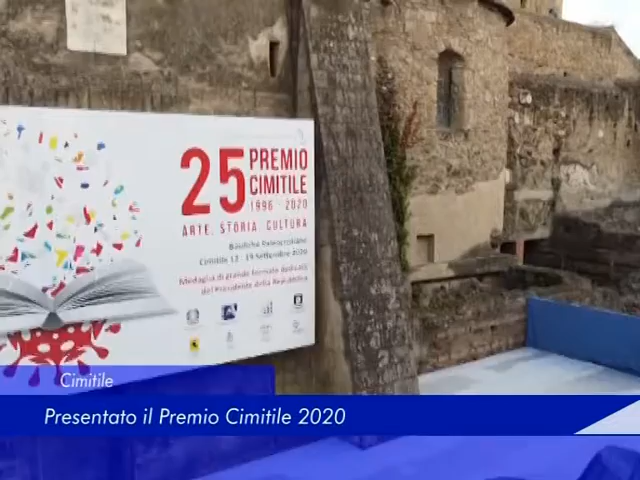 25 PREMIO
CIMITILE
1996 - 2020
ARTE. STORIA. CULTURA
Basiliche Paleocristiane
Cimitile 12 - 19 Settembre 2020
Medaglia di grande formato dedicata
del Presidente della Repubblica
Cimitile
Presentato il Premio Cimitile 2020